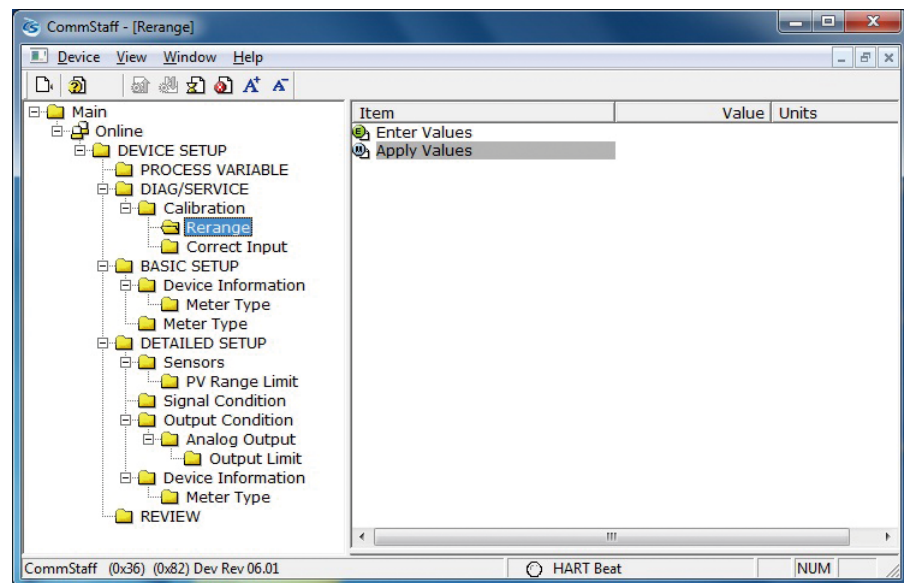 CommStaff - [Rerange]
Device View Window Help
Main
Online
DEVICE SETUP
PROCESS VARIABLE
DIAG/SERVICE
Calibration
Rerange
Correct Input
BASIC SETUP
Device Information
Meter Type
Meter Type
DETAILED SETUP
Sensors
PV Range Limit
Signal Condition
Output Condition
Analog Output
Output Limit
Device Information
Meter Type
REVIEW
Item Value Units
Enter Values
Apply Values
CommStaff (0x36) (0x82) Dev Rev 06.01 HART Beat NUM